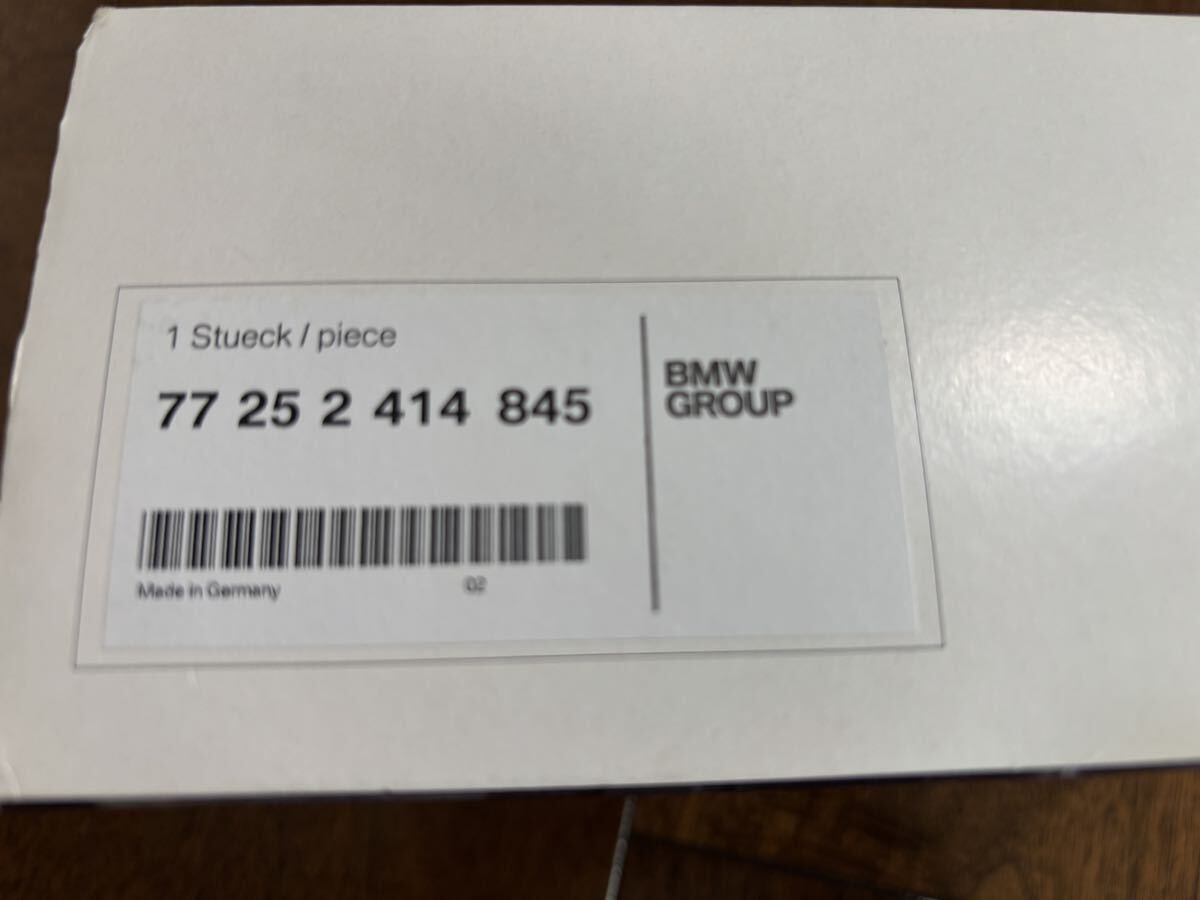 1 Stueck / piece
77 25 2 414 845
Made in Germany
02
BMW
GROUP